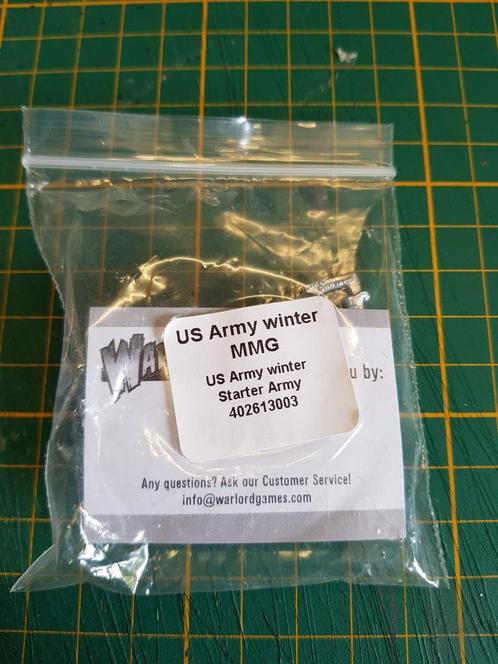 US Army winter
MMG
US Army winter
Starter Army
402613003
u by:
Any questions? Ask our Customer Service!
info@warlordgames.com